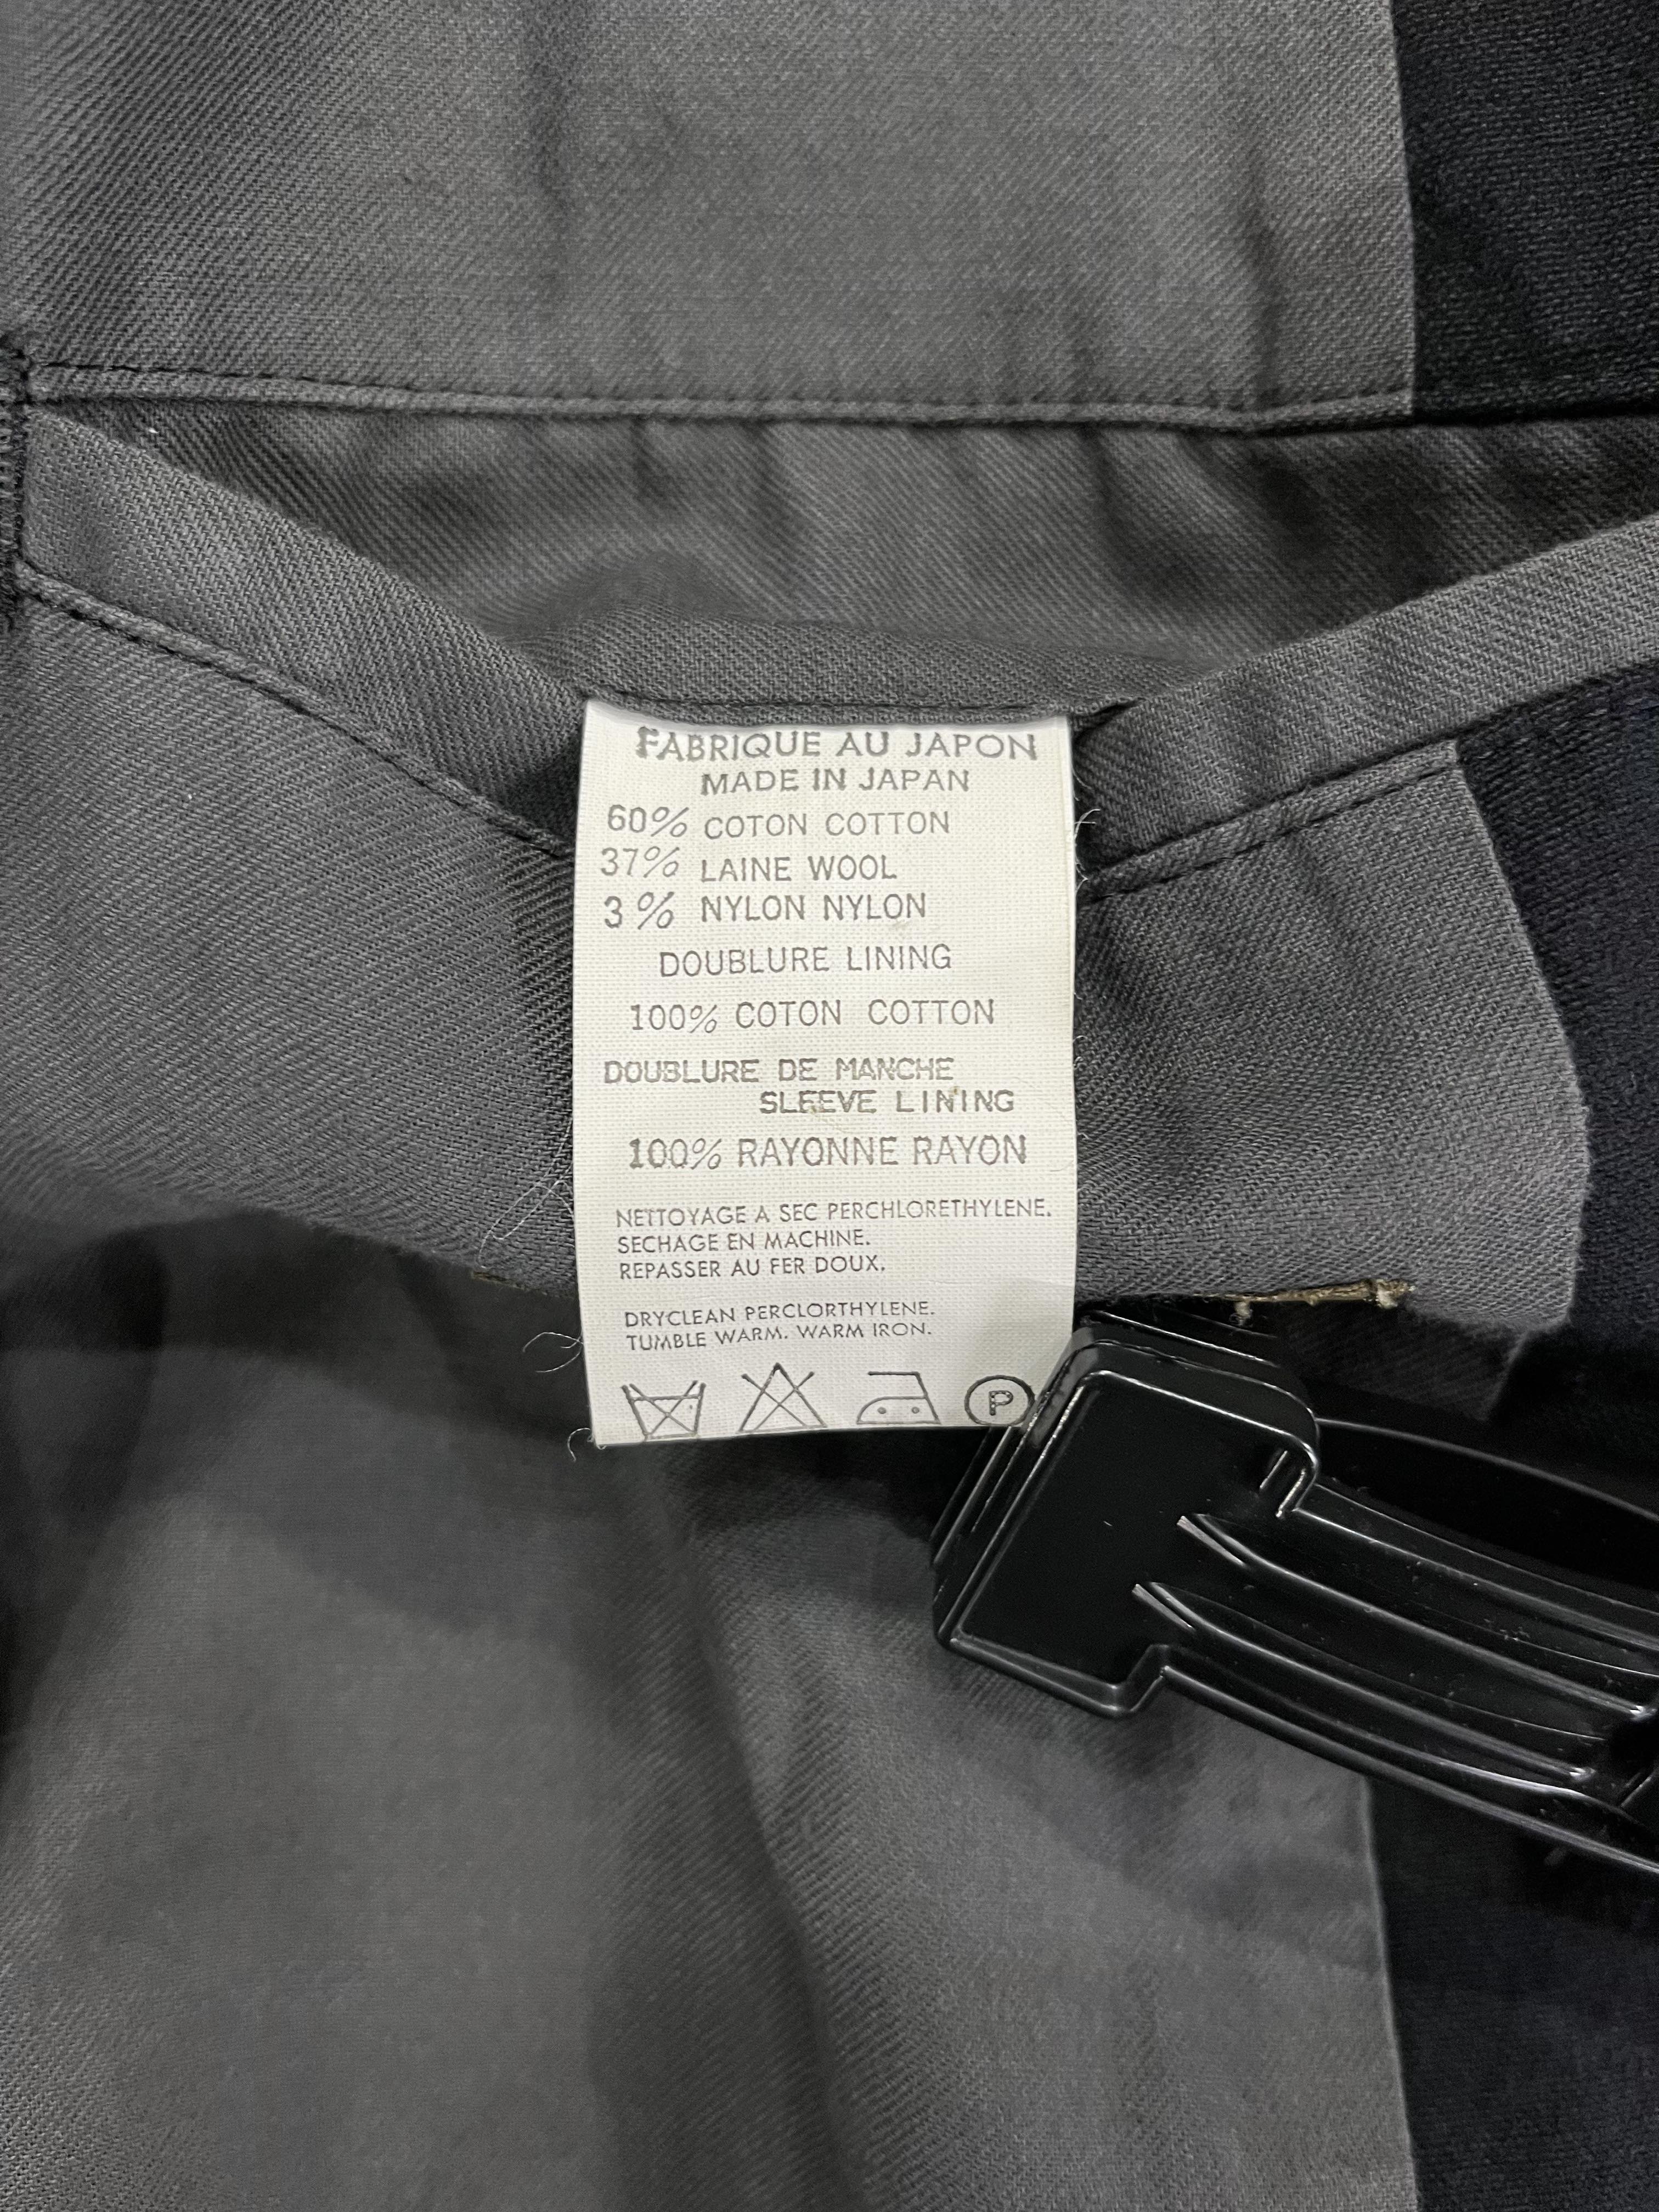 FABRIQUE AU JAPON
MADE IN JAPAN
60% COTON COTTON
37% LAINE WOOL
3% NYLON NYLON
DOUBLURE LINING
100% COTON COTTON
DOUBLURE DE MANCHE
SLEEVE LINING
100% RAYONNE RAYON
NETTOYAGE A SEC PERCHLORETHYLENE.
SECHAGE EN MACHINE.
REPASSER AU FER DOUX.
DRYCLEAN PERCLORTHYLENE.
TUMBLE WARM. WARM IRON.
P